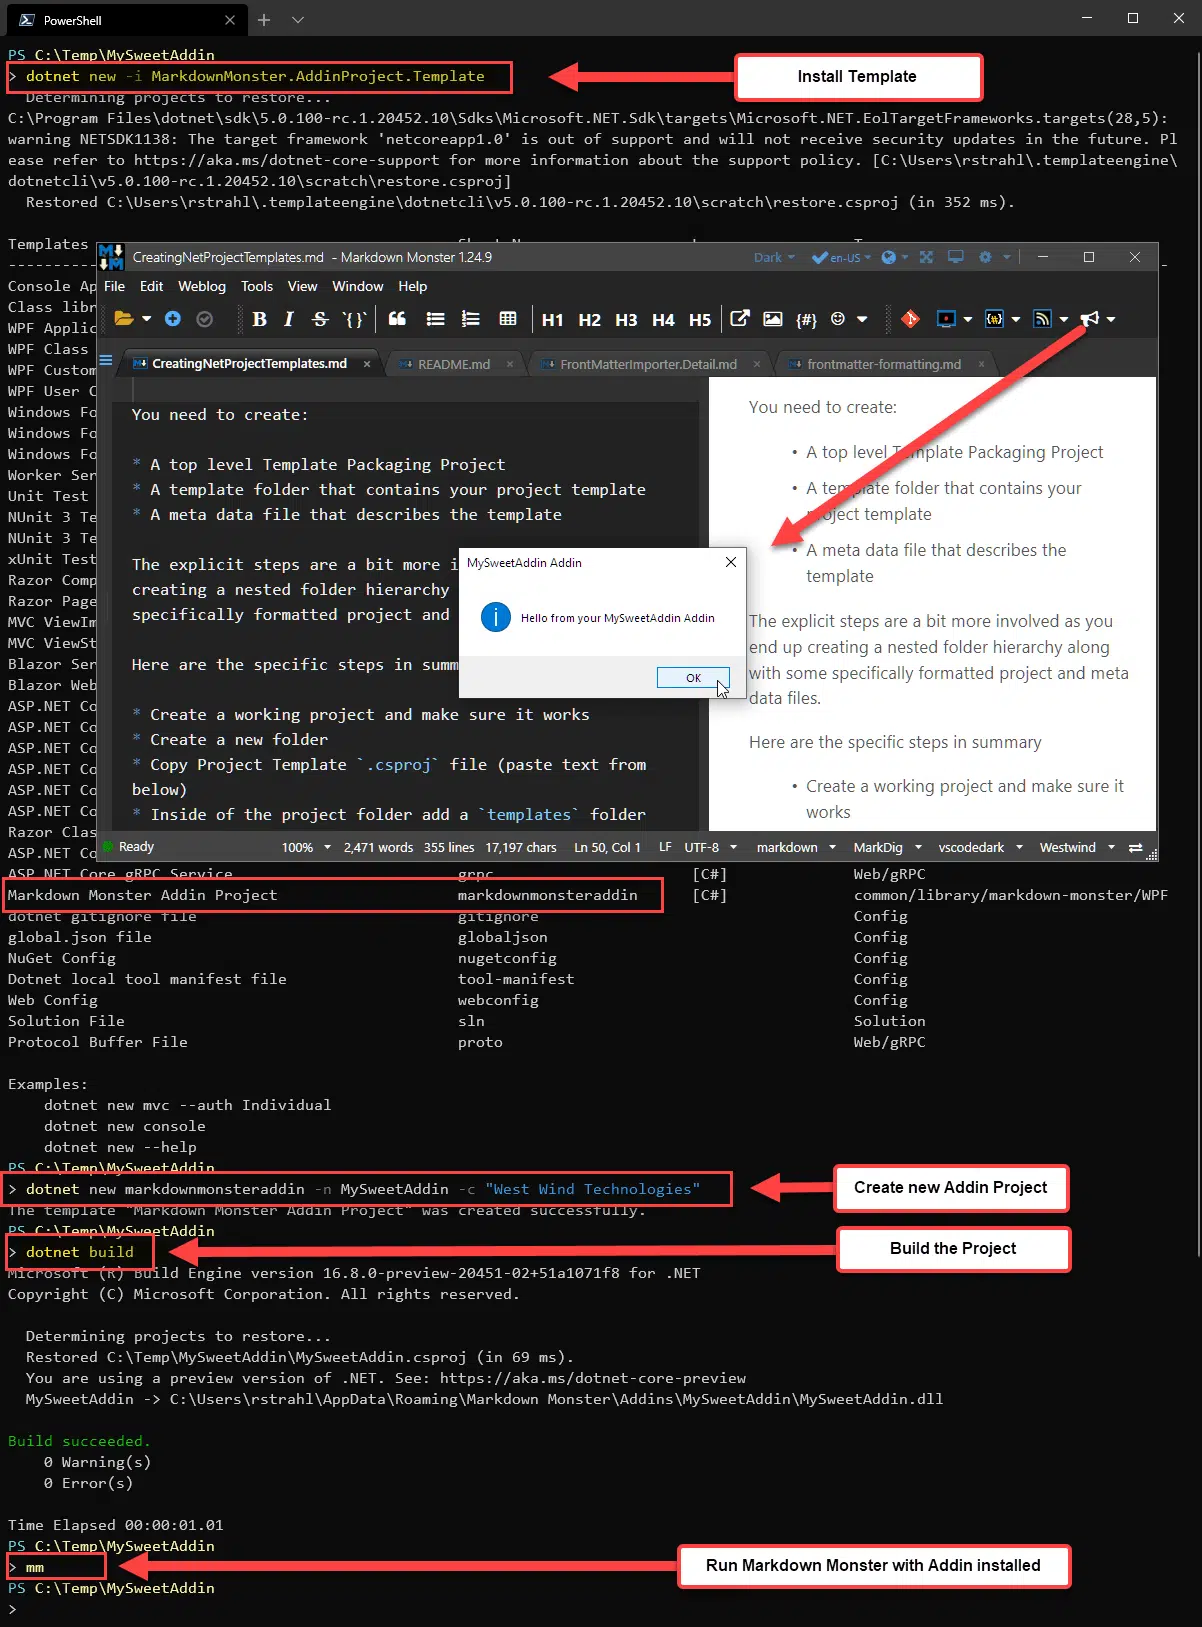 PowerShell
PS C:\Temp\MySweetAddin
> dotnet new -i MarkdownMonster.AddinProject.Template
Install Template
Determining projects to restore...
C:\Program Files\dotnet\sdk\5.0.100-rc.1.20452.10\Sdks\Microsoft.NET.Sdk\targets\Microsoft.NET.EolTargetFrameworks.targets(28,5):
warning NETSDK1138: The target framework 'netcoreapp1.0' is out of support and will not receive security updates in the future. Pl
ease refer to https://aka.ms/dotnet-core-support for more information about the support policy. [C:\Users\rstrahl\.templateengine\
dotnetcli\v5.0.100-rc.1.20452.10\scratch\restore.csproj]
Restored C:\Users\rstrahl\.templateengine\dotnetcli\v5.0.100-rc.1.20452.10\scratch\restore.csproj (in 352 ms).
Templates
----------
Console Ap
Class libr
WPF Applic
WPF Class
WPF Custom
WPF User C
Windows Fo
Windows Fo
Windows Fo
Worker Ser
Unit Test
NUnit 3 Te
NUnit 3 Te
xUnit Test
Razor Comp
Razor Page
MVC ViewIm
MVC ViewSt
Blazor Ser
Blazor Web
ASP.NET Co
ASP.NET Co
ASP.NET Co
ASP.NET Co
ASP.NET Co
ASP.NET Co
Razor Clas
ASP.NET Co
CreatingNetProjectTemplates.md - Markdown Monster 1.24.9
Dark en-US
File Edit Weblog Tools View Window Help
B I S `{}` H1 H2 H3 H4 H5 {#} {#}
CreatingNetProjectTemplates.md × README.md × FrontMatterImporter.Detail.md × frontmatter-formatting.md ×
You need to create:
* A top level Template Packaging Project
* A template folder that contains your project template
* A meta data file that describes the template
The explicit steps are a bit more i
creating a nested folder hierarchy
specifically formatted project and
Here are the specific steps in summ
* Create a working project and make sure it works
* Create a new folder
* Copy Project Template `.csproj` file (paste text from
below)
* Inside of the project folder add a `templates` folder
You need to create:
• A top level Template Packaging Project
• A template folder that contains your
project template
• A meta data file that describes the
template
The explicit steps are a bit more involved as you
end up creating a nested folder hierarchy along
with some specifically formatted project and meta
data files.
Here are the specific steps in summary
• Create a working project and make sure it
works
MySweetAddin Addin
Hello from your MySweetAddin Addin
OK
Ready 100% 2,471 words 355 lines 17,197 chars Ln 50, Col 1 LF UTF-8 markdown MarkDig vscodedark Westwind
ASP.NET Core gRPC Service grpc [C#] Web/gRPC
Markdown Monster Addin Project markdownmonsteraddin [C#] common/library/markdown-monster/WPF
dotnet gitignore file gitignore Config
global.json file globaljson Config
NuGet Config nugetconfig Config
Dotnet local tool manifest file tool-manifest Config
Web Config webconfig Config
Solution File sln Solution
Protocol Buffer File proto Web/gRPC
Examples:
dotnet new mvc --auth Individual
dotnet new console
dotnet new --help
PS C:\Temp\MySweetAddin
> dotnet new markdownmonsteraddin -n MySweetAddin -c "West Wind Technologies"
Create new Addin Project
The template "Markdown Monster Addin Project" was created successfully.
PS C:\Temp\MySweetAddin
> dotnet build
Build the Project
Microsoft (R) Build Engine version 16.8.0-preview-20451-02+51a1071f8 for .NET
Copyright (C) Microsoft Corporation. All rights reserved.
Determining projects to restore...
Restored C:\Temp\MySweetAddin\MySweetAddin.csproj (in 69 ms).
You are using a preview version of .NET. See: https://aka.ms/dotnet-core-preview
MySweetAddin -> C:\Users\rstrahl\AppData\Roaming\Markdown Monster\Addins\MySweetAddin\MySweetAddin.dll
Build succeeded.
0 Warning(s)
0 Error(s)
Time Elapsed 00:00:01.01
PS C:\Temp\MySweetAddin
> mm
Run Markdown Monster with Addin installed
PS C:\Temp\MySweetAddin
>